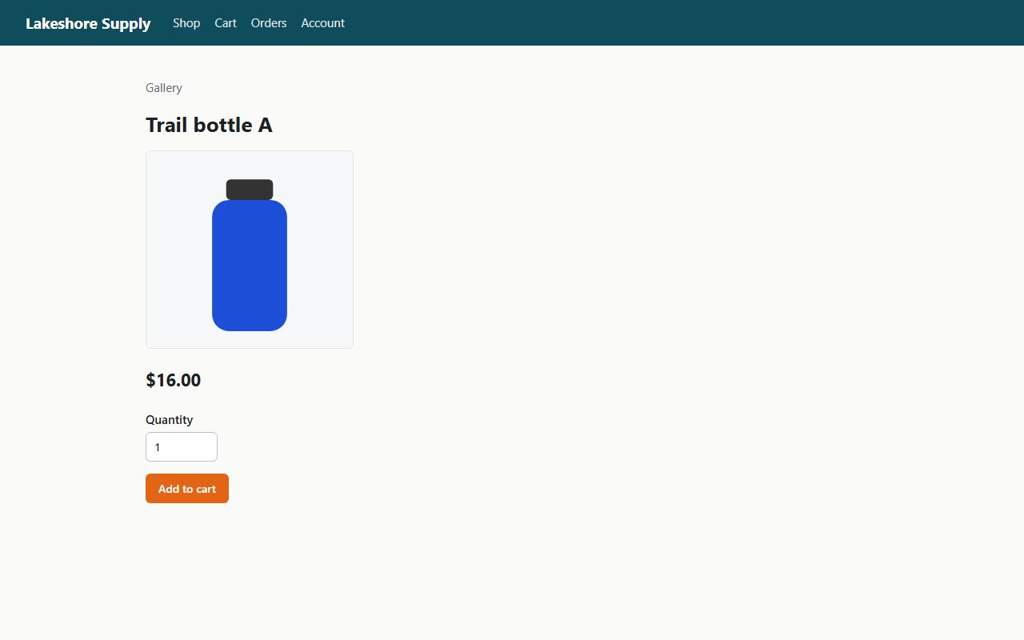 Lakeshore Supply Shop Cart Orders Account
Gallery
Trail bottle A
$16.00
Quantity
1
Add to cart